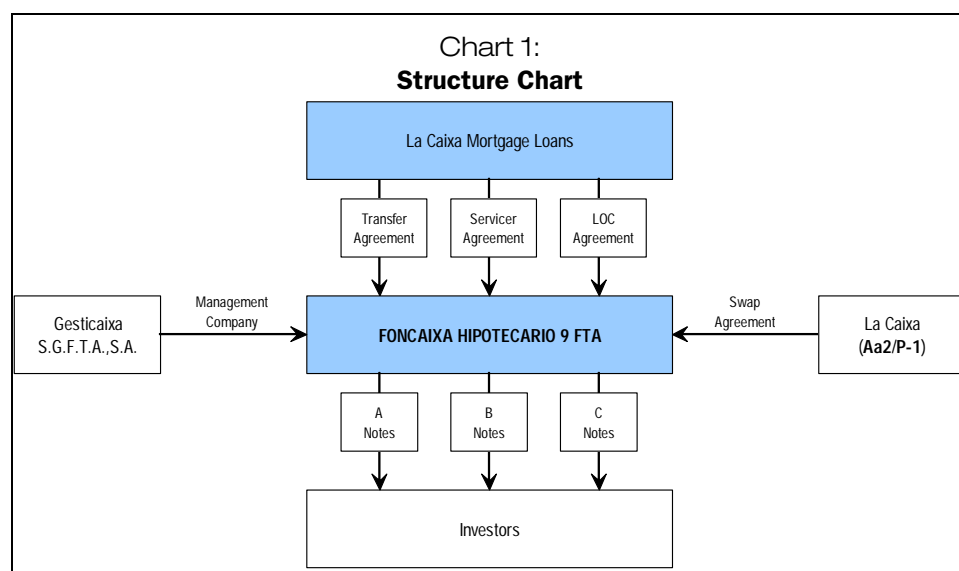 Chart 1:
Structure Chart
La Caixa Mortgage Loans
Transfer
Agreement
Servicer
Agreement
LOC
Agreement
Gesticaixa
S.G.F.T.A.,S.A.
Management
Company
FONCAIXA HIPOTECARIO 9 FTA
Swap
Agreement
La Caixa
(Aa2/P-1)
A
Notes
B
Notes
C
Notes
Investors